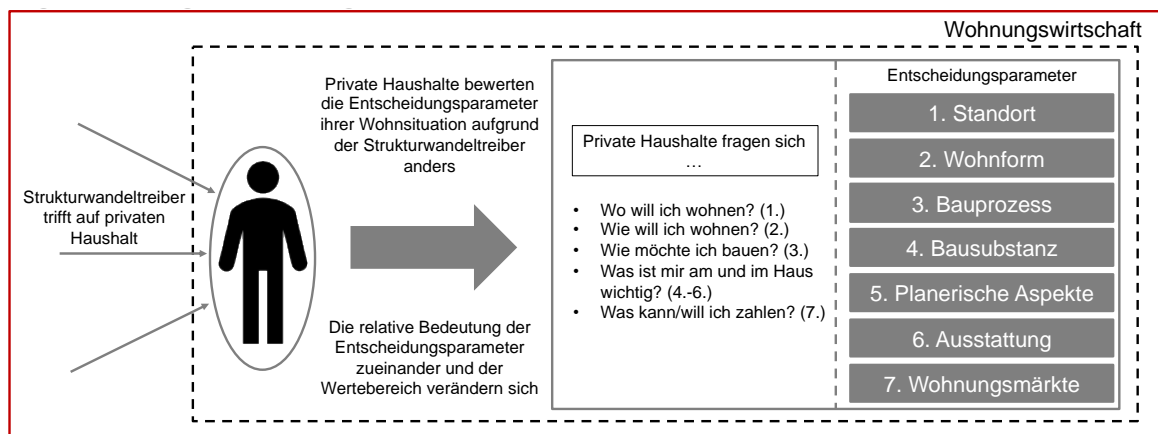 Wohnungswirtschaft
Strukturwandeltreiber
trifft auf privaten
Haushalt
Private Haushalte bewerten
die Entscheidungsparameter
ihrer Wohnsituation aufgrund
der Strukturwandeltreiber
anders
Die relative Bedeutung der
Entscheidungsparameter
zueinander und der
Wertebereich verändern sich
Private Haushalte fragen sich
…
• Wo will ich wohnen? (1.)
• Wie will ich wohnen? (2.)
• Wie möchte ich bauen? (3.)
• Was ist mir am und im Haus
wichtig? (4.-6.)
• Was kann/will ich zahlen? (7.)
Entscheidungsparameter
1. Standort
2. Wohnform
3. Bauprozess
4. Bausubstanz
5. Planerische Aspekte
6. Ausstattung
7. Wohnungsmärkte